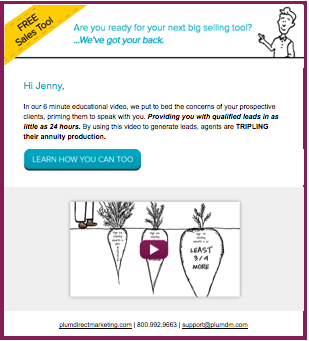 FREE
Sales Tool
Are you ready for your next big selling tool?
...We've got your back.
Hi Jenny,
In our 6 minute educational video, we put to bed the concerns of your prospective
clients, priming them to speak with you. Providing you with qualified leads in as
little as 24 hours. By using this video to generate leads, agents are TRIPLING
their annuity production.
LEARN HOW YOU CAN TOO
LEAST
3/4
MORE
plumdirectmarketing.com | 800.992.9663 | support@plumdm.com